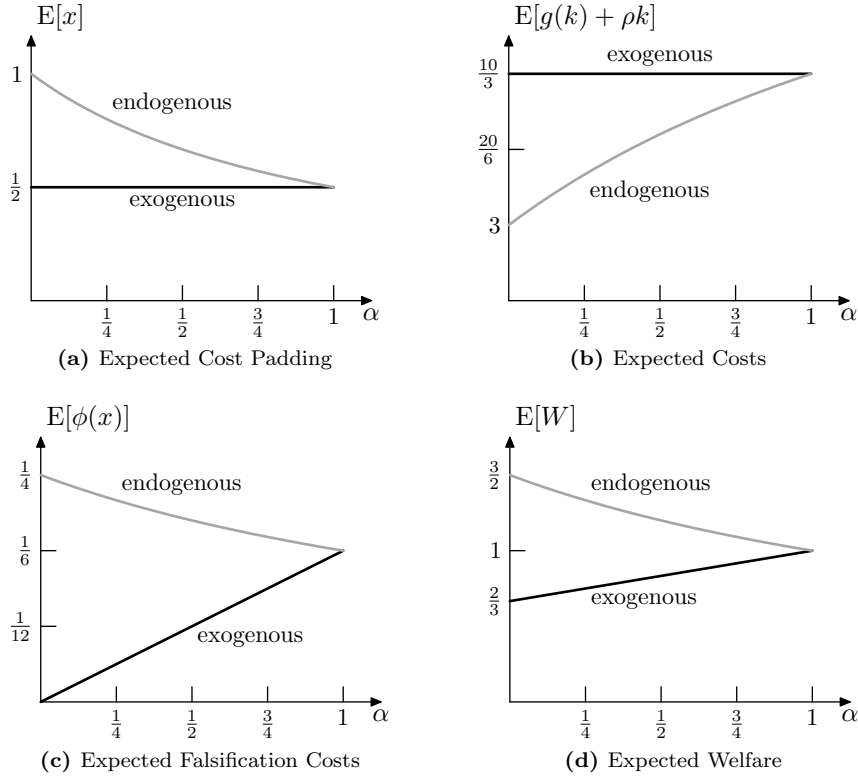 E[x]
1
endogenous
1/2
exogenous
1/4 1/2 3/4 1 α
(a) Expected Cost Padding
E[g(k) + ρk]
10/3
exogenous
20/6
endogenous
3
1/4 1/2 3/4 1 α
(b) Expected Costs
E[ϕ(x)]
1/4
endogenous
1/6
1/12
exogenous
1/4 1/2 3/4 1 α
(c) Expected Falsification Costs
E[W]
3/2
endogenous
1
2/3
exogenous
1/4 1/2 3/4 1 α
(d) Expected Welfare